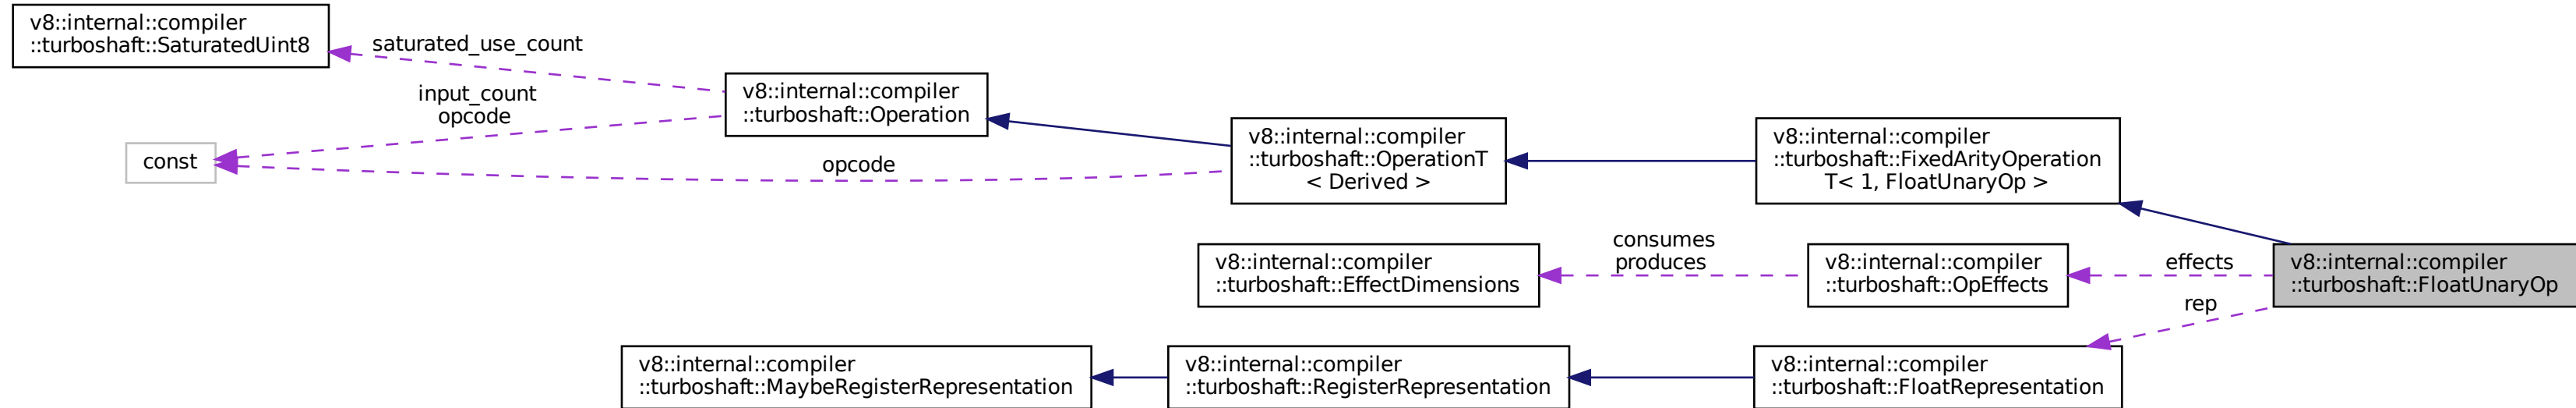 v8::internal::compiler
::turboshaft::SaturatedUint8
saturated_use_count
input_count
opcode
const
v8::internal::compiler
::turboshaft::Operation
opcode
v8::internal::compiler
::turboshaft::OperationT
< Derived >
v8::internal::compiler
::turboshaft::FixedArityOperation
T< 1, FloatUnaryOp >
v8::internal::compiler
::turboshaft::EffectDimensions
consumes
produces
v8::internal::compiler
::turboshaft::OpEffects
effects
rep
v8::internal::compiler
::turboshaft::FloatUnaryOp
v8::internal::compiler
::turboshaft::MaybeRegisterRepresentation
v8::internal::compiler
::turboshaft::RegisterRepresentation
v8::internal::compiler
::turboshaft::FloatRepresentation